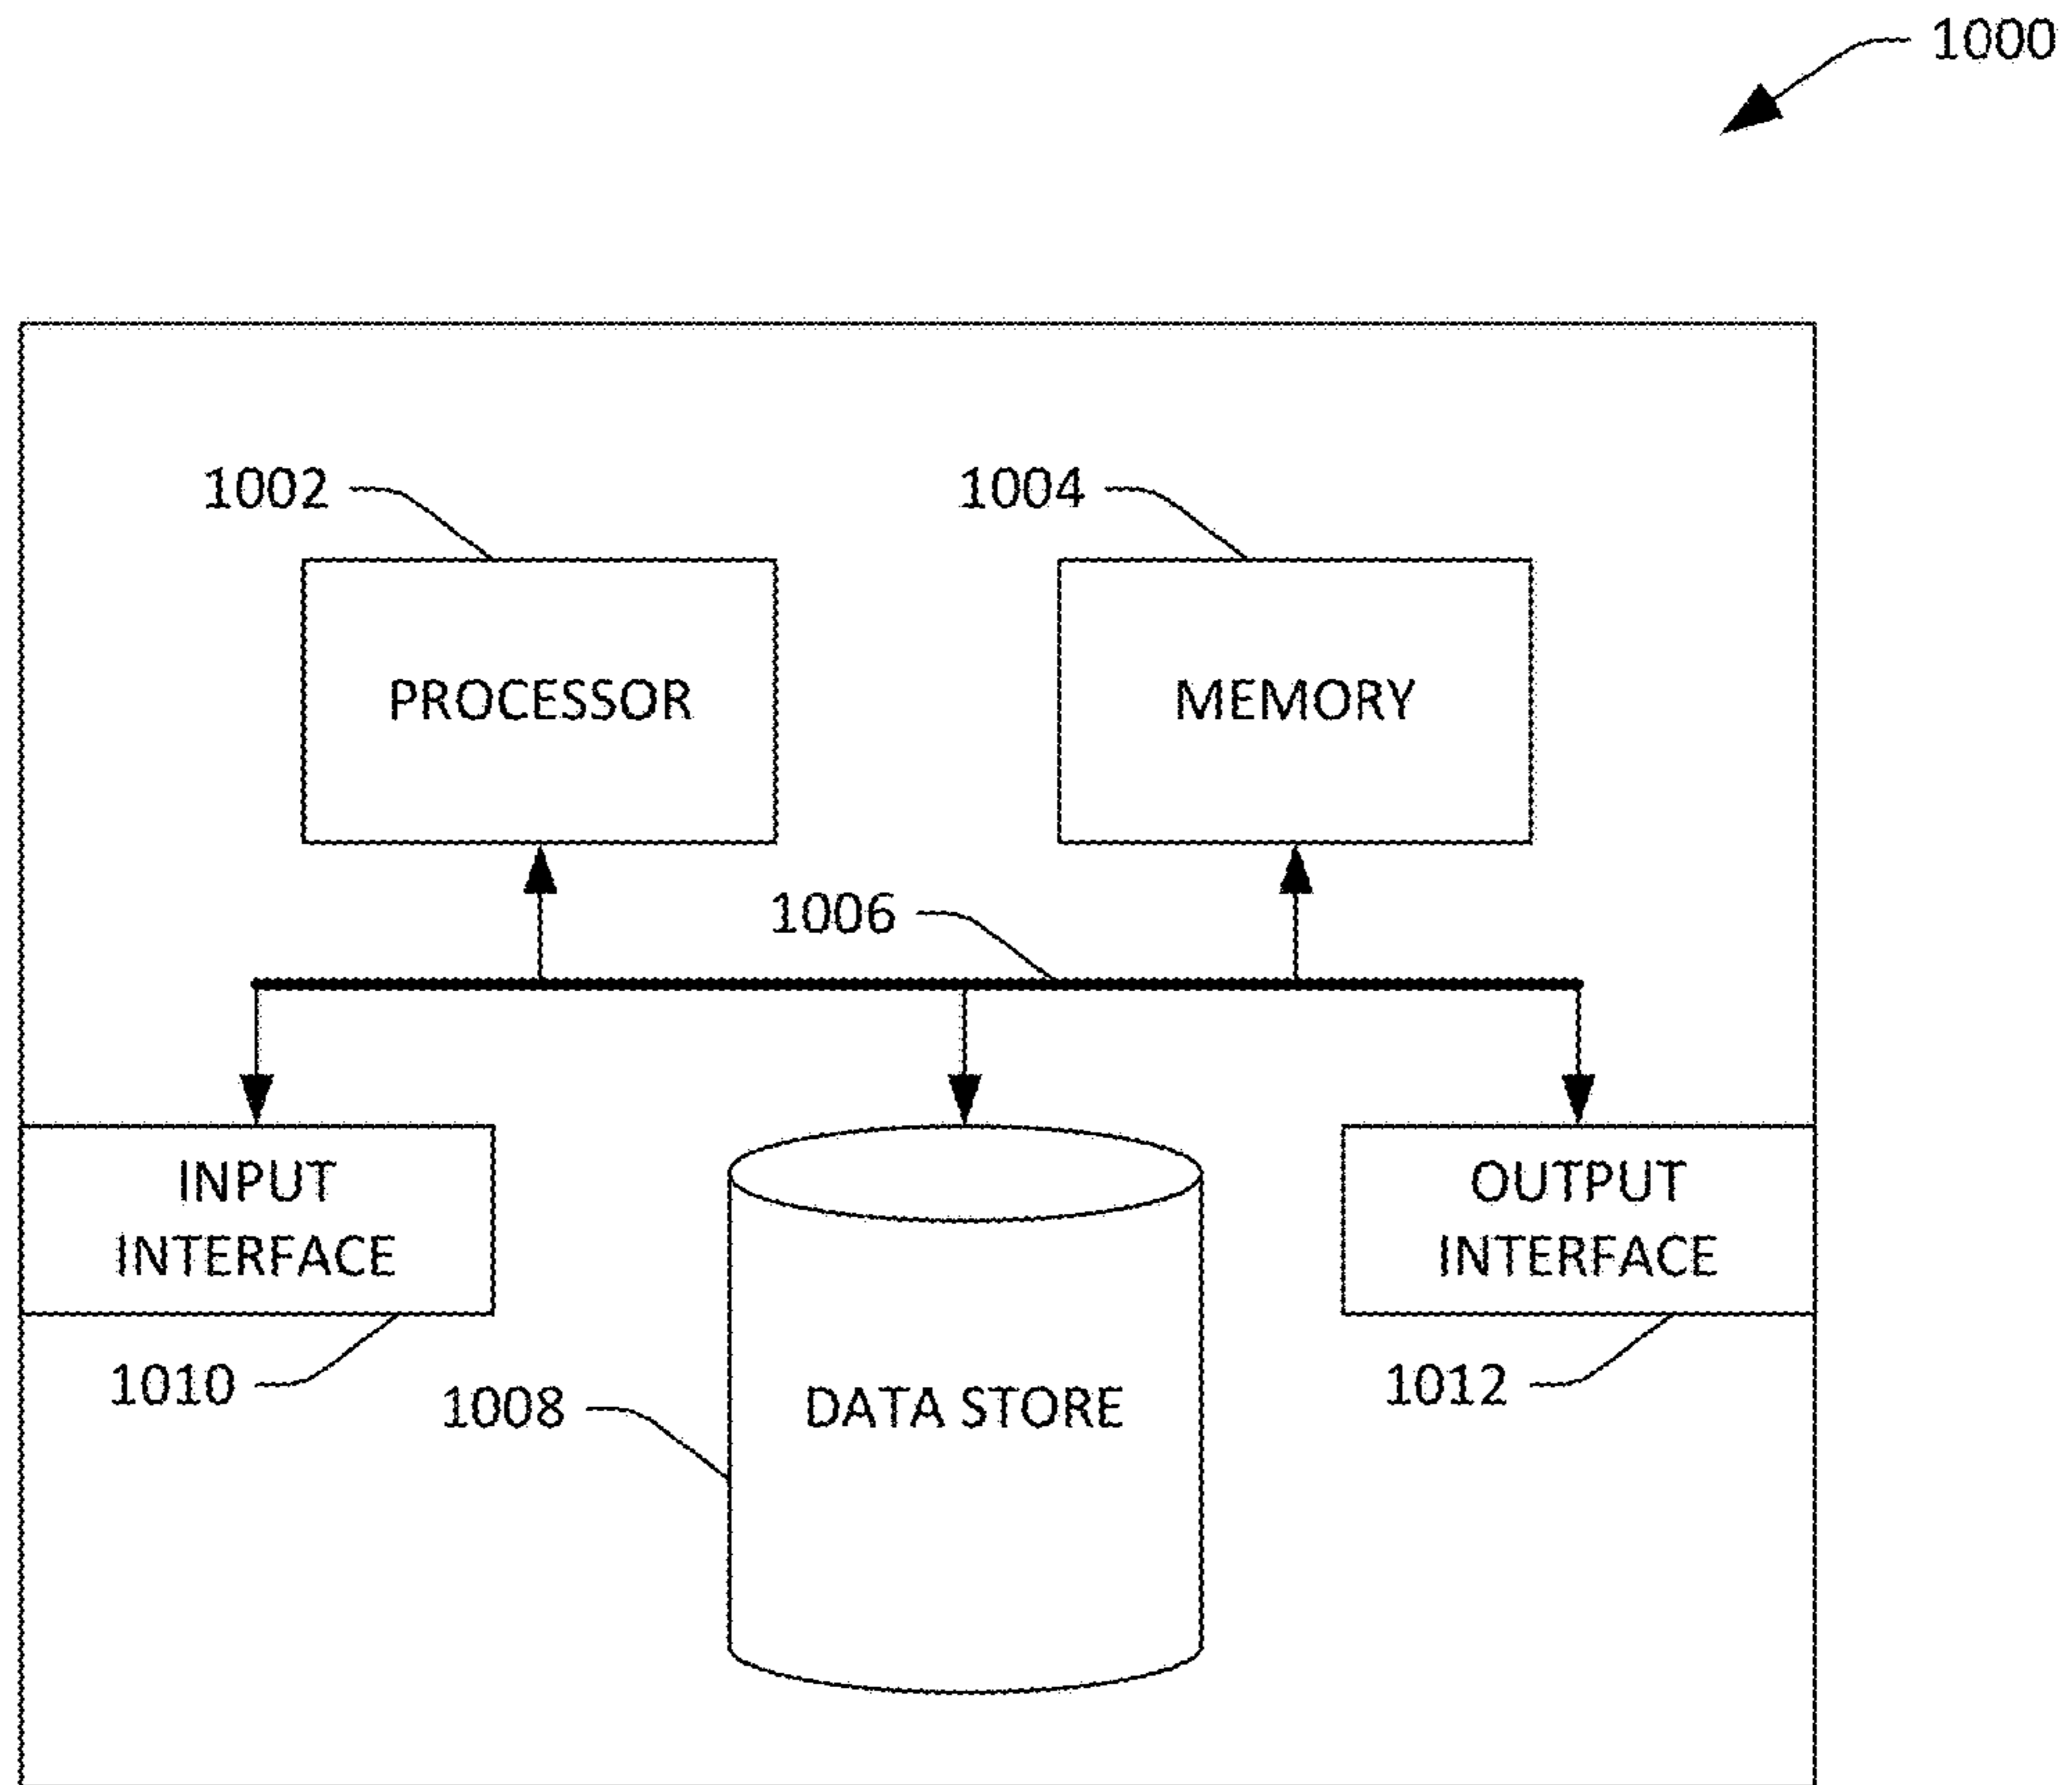 1000
1002
1004
PROCESSOR
MEMORY
1006
INPUT
INTERFACE
OUTPUT
INTERFACE
1010
1008
DATA STORE
1012